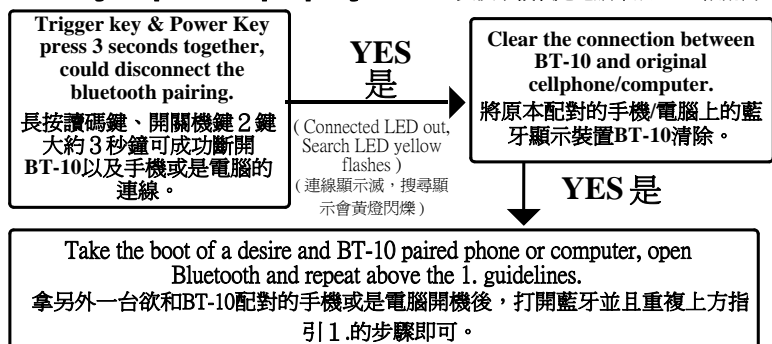 Trigger key & Power Key
press 3 seconds together,
could disconnect the
bluetooth pairing.
長按讀碼鍵、開關機鍵2鍵
大約3秒鐘可成功斷開
BT-10以及手機或是電腦的
連線。
YES
是
( Connected LED out,
Search LED yellow
flashes )
( 連線顯示滅,搜尋顯
示會黃燈閃爍 )
Clear the connection between
BT-10 and original
cellphone/computer.
將原本配對的手機/電腦上的藍
牙顯示裝置BT-10清除。
YES 是
Take the boot of a desire and BT-10 paired phone or computer, open
Bluetooth and repeat above the 1. guidelines.
拿另外一台欲和BT-10配對的手機或是電腦開機後,打開藍牙並且重複上方指
引1.的步驟即可。